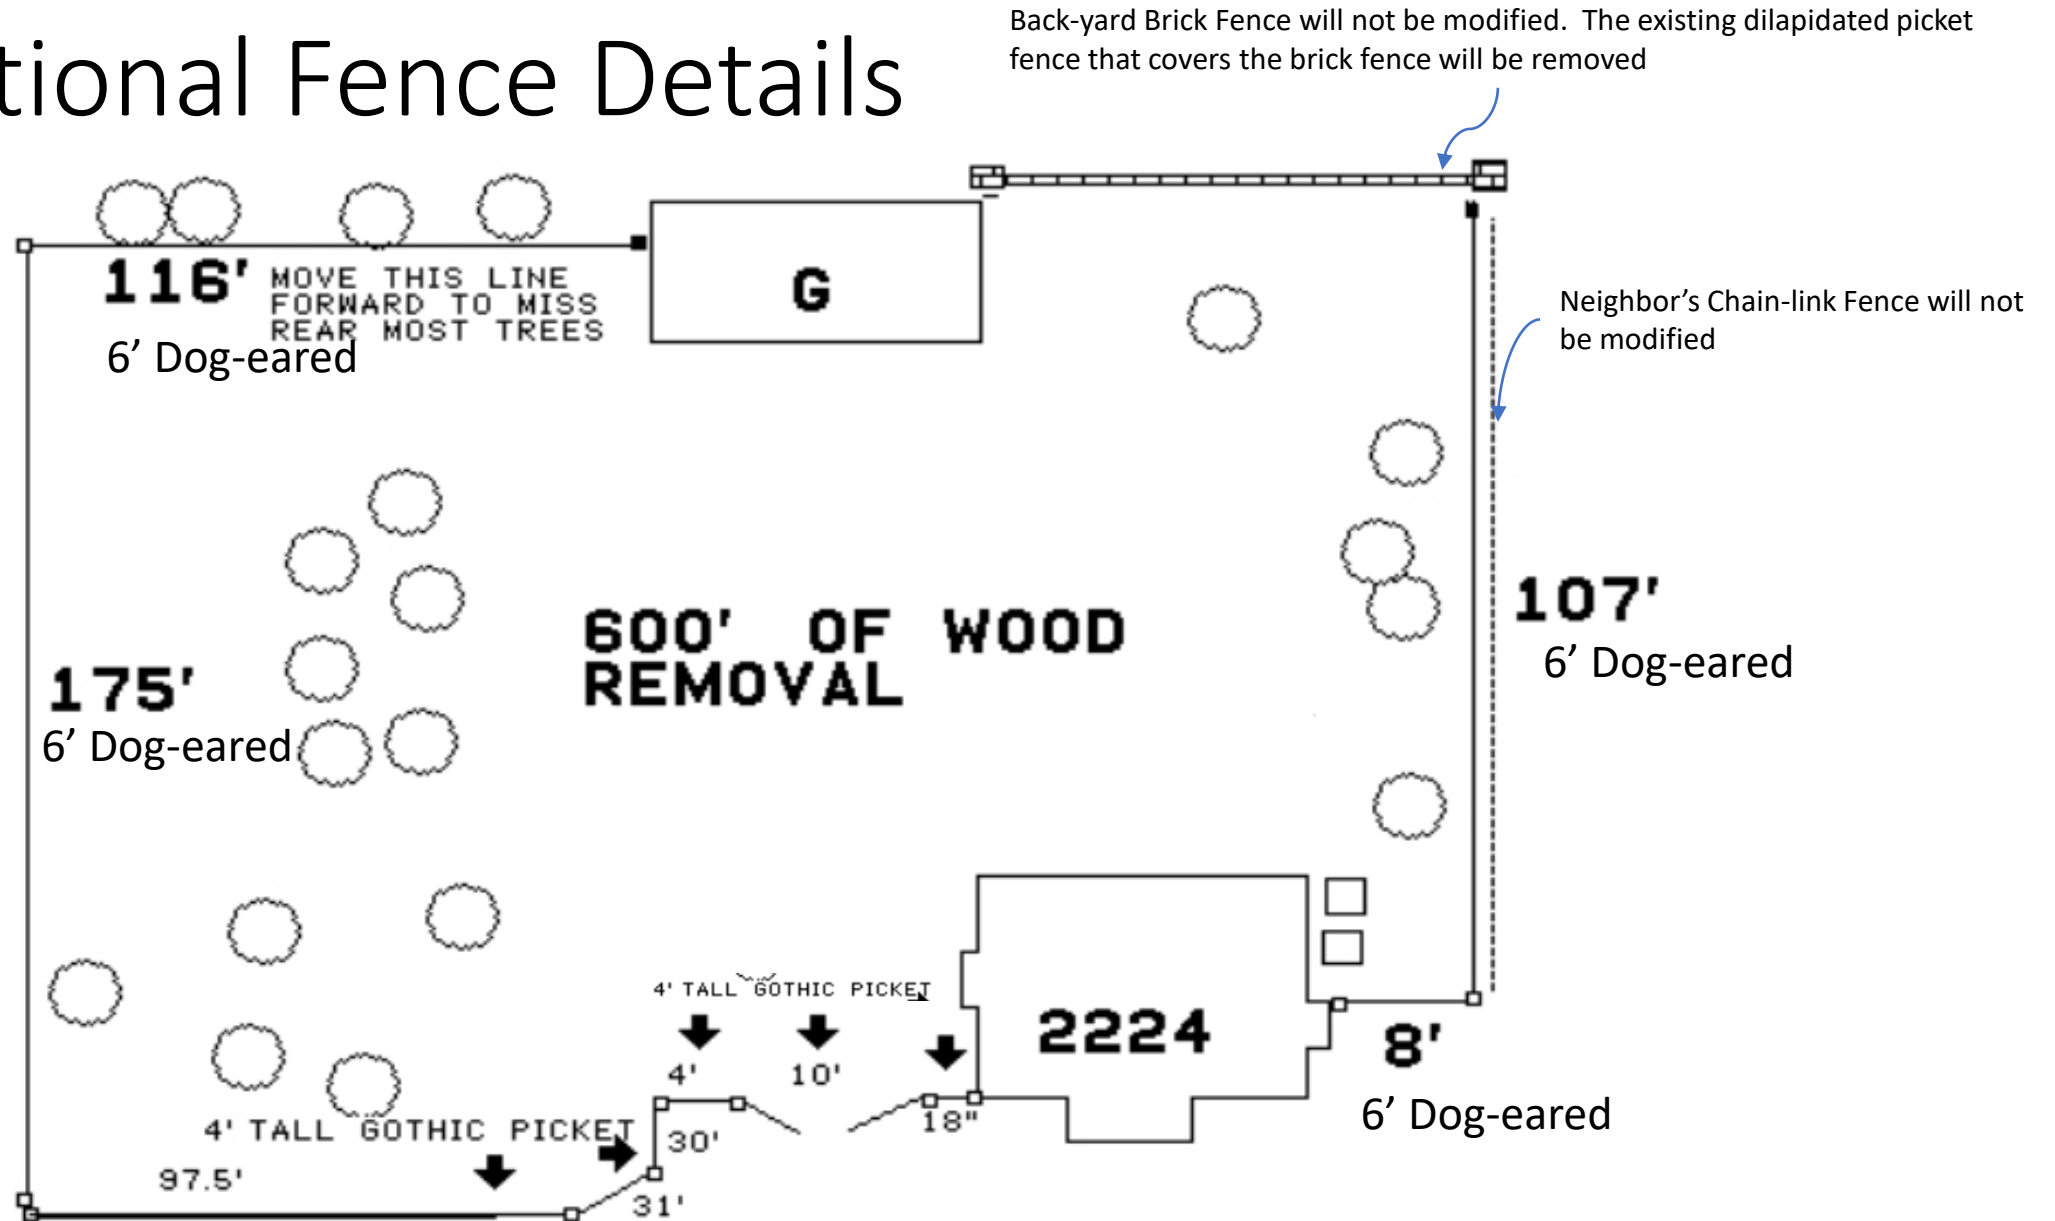 Back-yard Brick Fence will not be modified.  The existing dilapidated picket
fence that covers the brick fence will be removed
tional Fence Details
116'
MOVE THIS LINE
FORWARD TO MISS
REAR MOST TREES
6’ Dog-eared
G
Neighbor’s Chain-link Fence will not
be modified
600' OF WOOD
REMOVAL
107'
6’ Dog-eared
175'
6’ Dog-eared
4' TALL GOTHIC PICKET
4'
10'
18"
2224
8'
6’ Dog-eared
4' TALL GOTHIC PICKET
30'
97.5'
31'